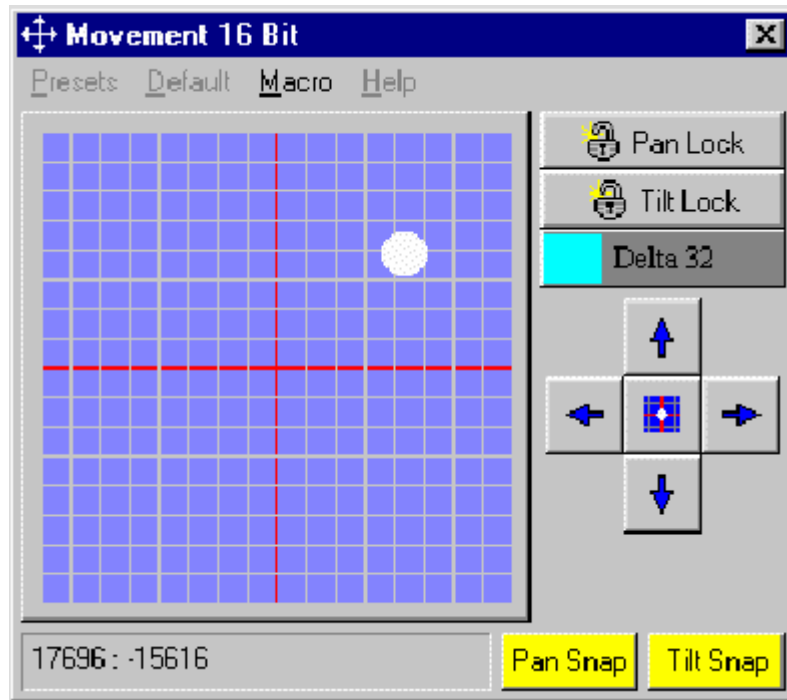 Movement 16 Bit
Presets Default Macro Help
Pan Lock
Tilt Lock
Delta 32
17696 : -15616
Pan Snap
Tilt Snap